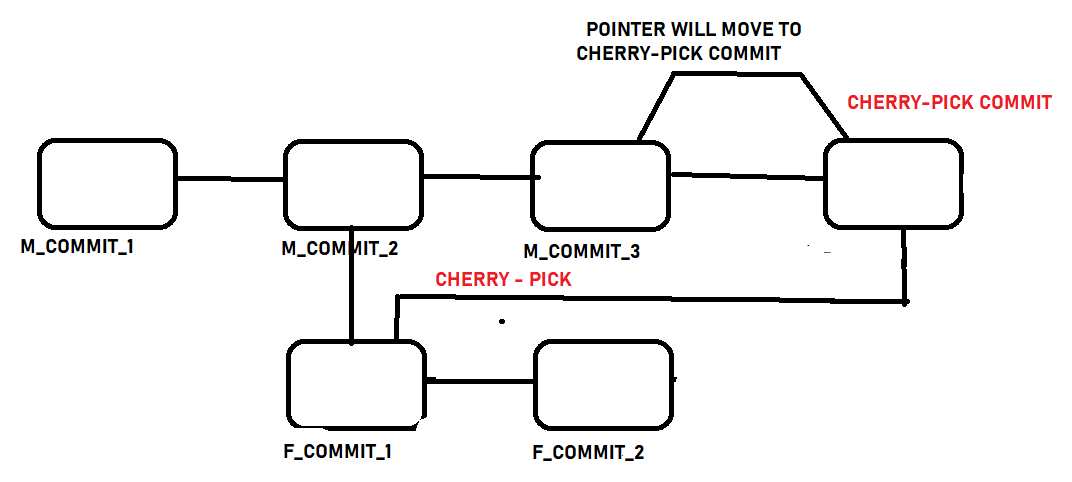 POINTER WILL MOVE TO
CHERRY-PICK COMMIT
CHERRY-PICK COMMIT
M_COMMIT_1
M_COMMIT_2
M_COMMIT_3
CHERRY - PICK
F_COMMIT_1
F_COMMIT_2